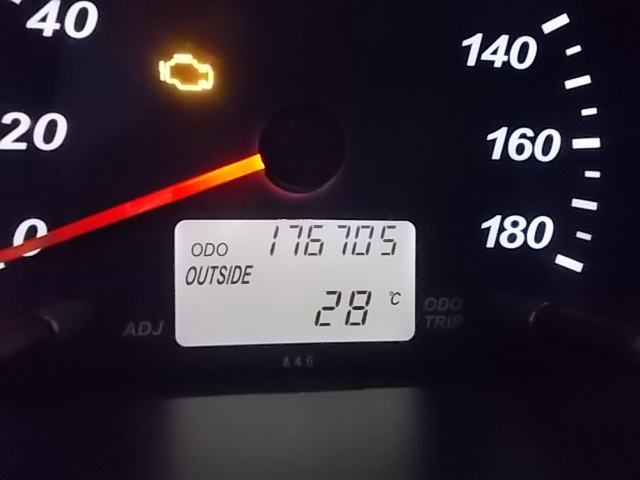 40
20
0
140
160
180
ODO 176705
OUTSIDE
28 °C
ADJ
ODO
TRIP
A46